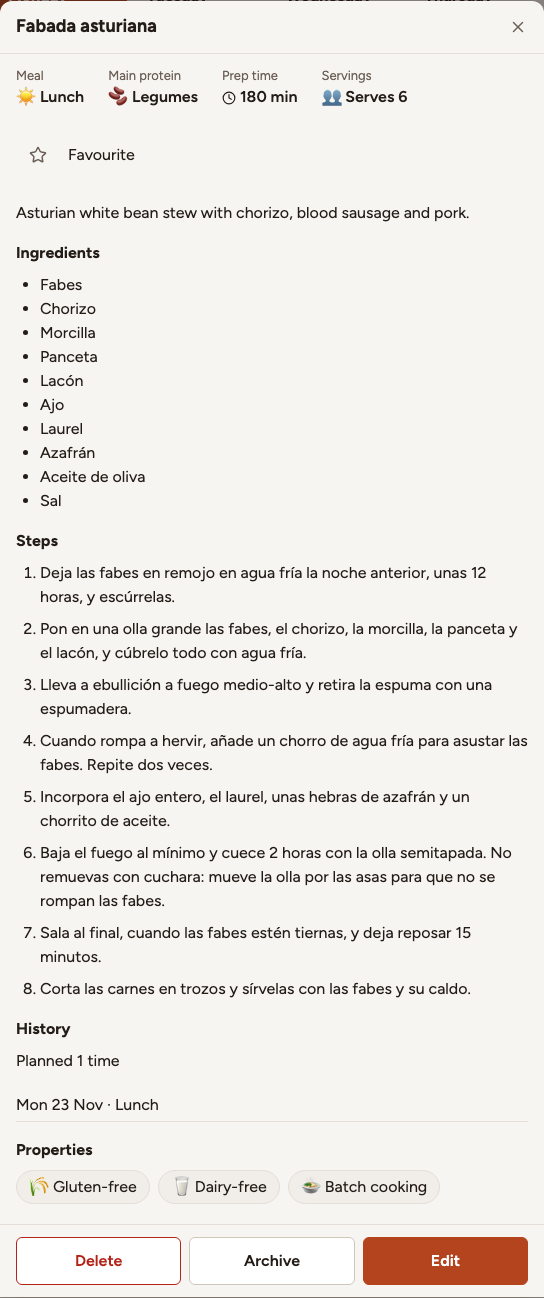 Fabada asturiana
Meal
Lunch
Main protein
Legumes
Prep time
180 min
Servings
Serves 6
Favourite
Asturian white bean stew with chorizo, blood sausage and pork.
Ingredients
• Fabes
• Chorizo
• Morcilla
• Panceta
• Lacón
• Ajo
• Laurel
• Azafrán
• Aceite de oliva
• Sal
Steps
1. Deja las fabes en remojo en agua fría la noche anterior, unas 12
horas, y escúrrelas.
2. Pon en una olla grande las fabes, el chorizo, la morcilla, la panceta y
el lacón, y cúbrelo todo con agua fría.
3. Lleva a ebullición a fuego medio-alto y retira la espuma con una
espumadera.
4. Cuando rompa a hervir, añade un chorro de agua fría para asustar las
fabes. Repite dos veces.
5. Incorpora el ajo entero, el laurel, unas hebras de azafrán y un
chorrito de aceite.
6. Baja el fuego al mínimo y cuece 2 horas con la olla semitapada. No
remuevas con cuchara: mueve la olla por las asas para que no se
rompan las fabes.
7. Sala al final, cuando las fabes estén tiernas, y deja reposar 15
minutos.
8. Corta las carnes en trozos y sírvelas con las fabes y su caldo.
History
Planned 1 time
Mon 23 Nov · Lunch
Properties
Gluten-free
Dairy-free
Batch cooking
Delete
Archive
Edit